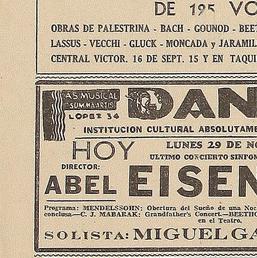 DE 195 VO
OBRAS DE PALESTRINA - BACH - GOUNOD - BEET
LASSUS - VECCHI - GLUCK - MONCADA y JARAMIL
CENTRAL VICTOR. 16 DE SEPT. 15 Y EN TAQUI
AS MUSICAL
LOPEZ 34
DAN
INSTITUCION CULTURAL ABSOLUTAME
HOY
LUNES 29 DE NO
ULTIMO CONCIERTO SINFON
DIRECTOR:
ABEL EISEN
Programa: MENDELSSOHN; Obertura del Sueño de una Noc
conclusa—C. J. MABARAK: Grandfather's Concert.—BEETHO
en el Teatro.
SOLISTA: MIGUEL GA